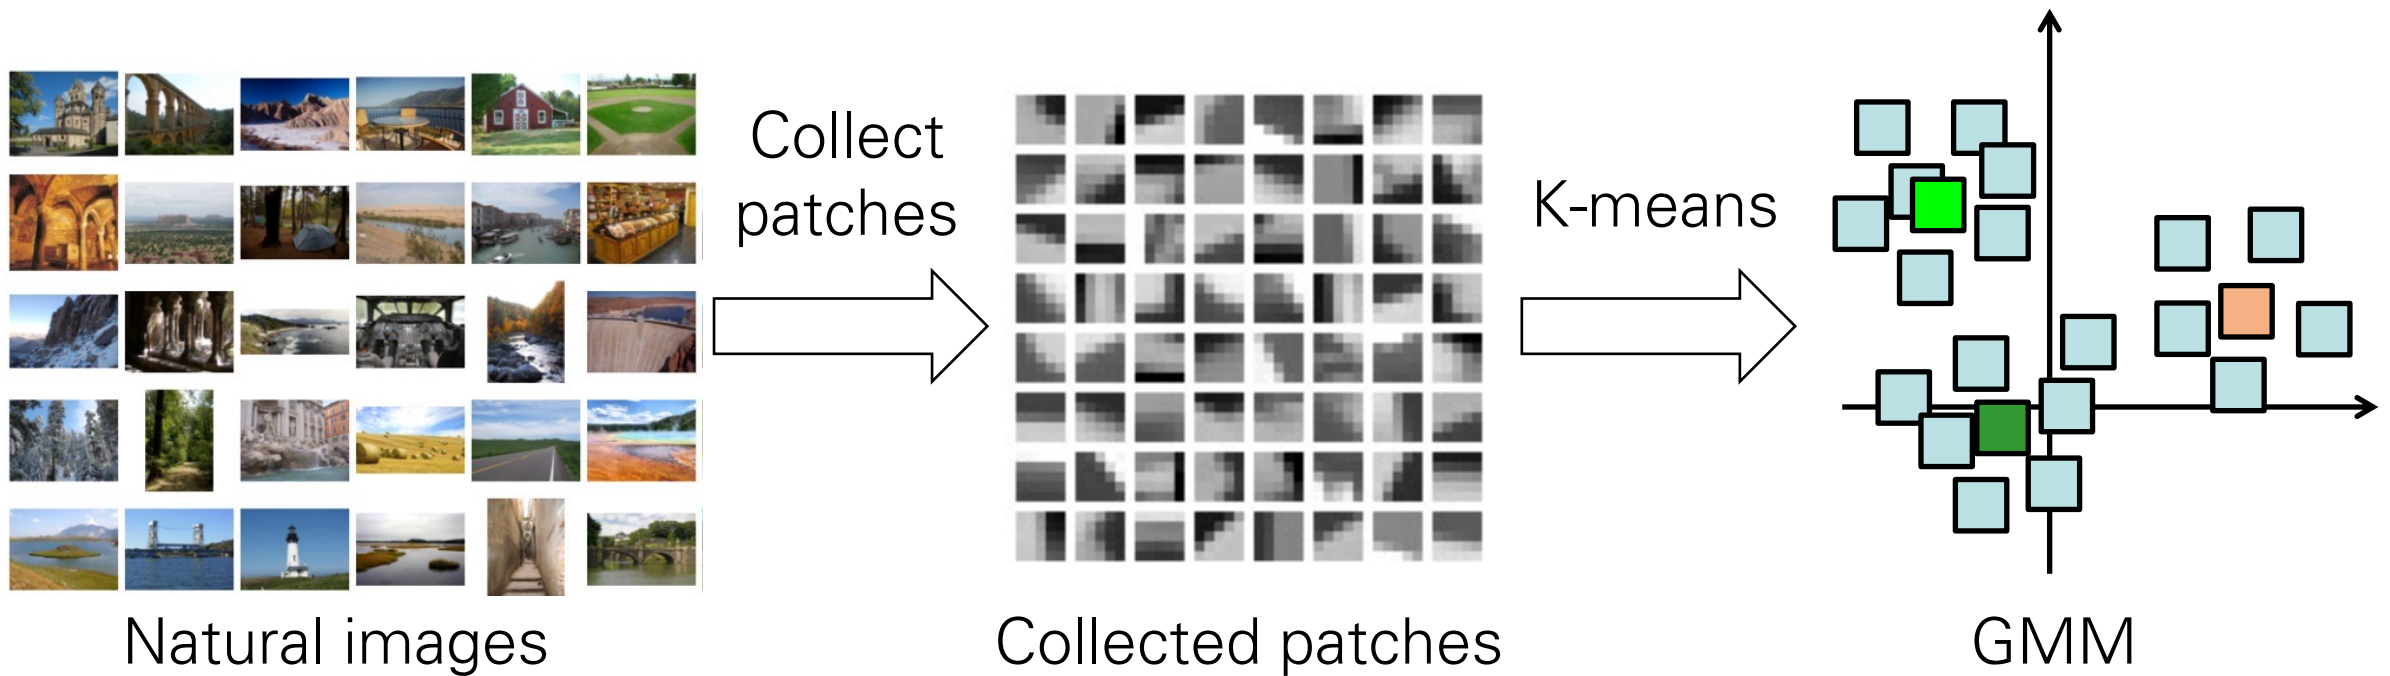 Collect
patches
K-means
Natural images
Collected patches
GMM